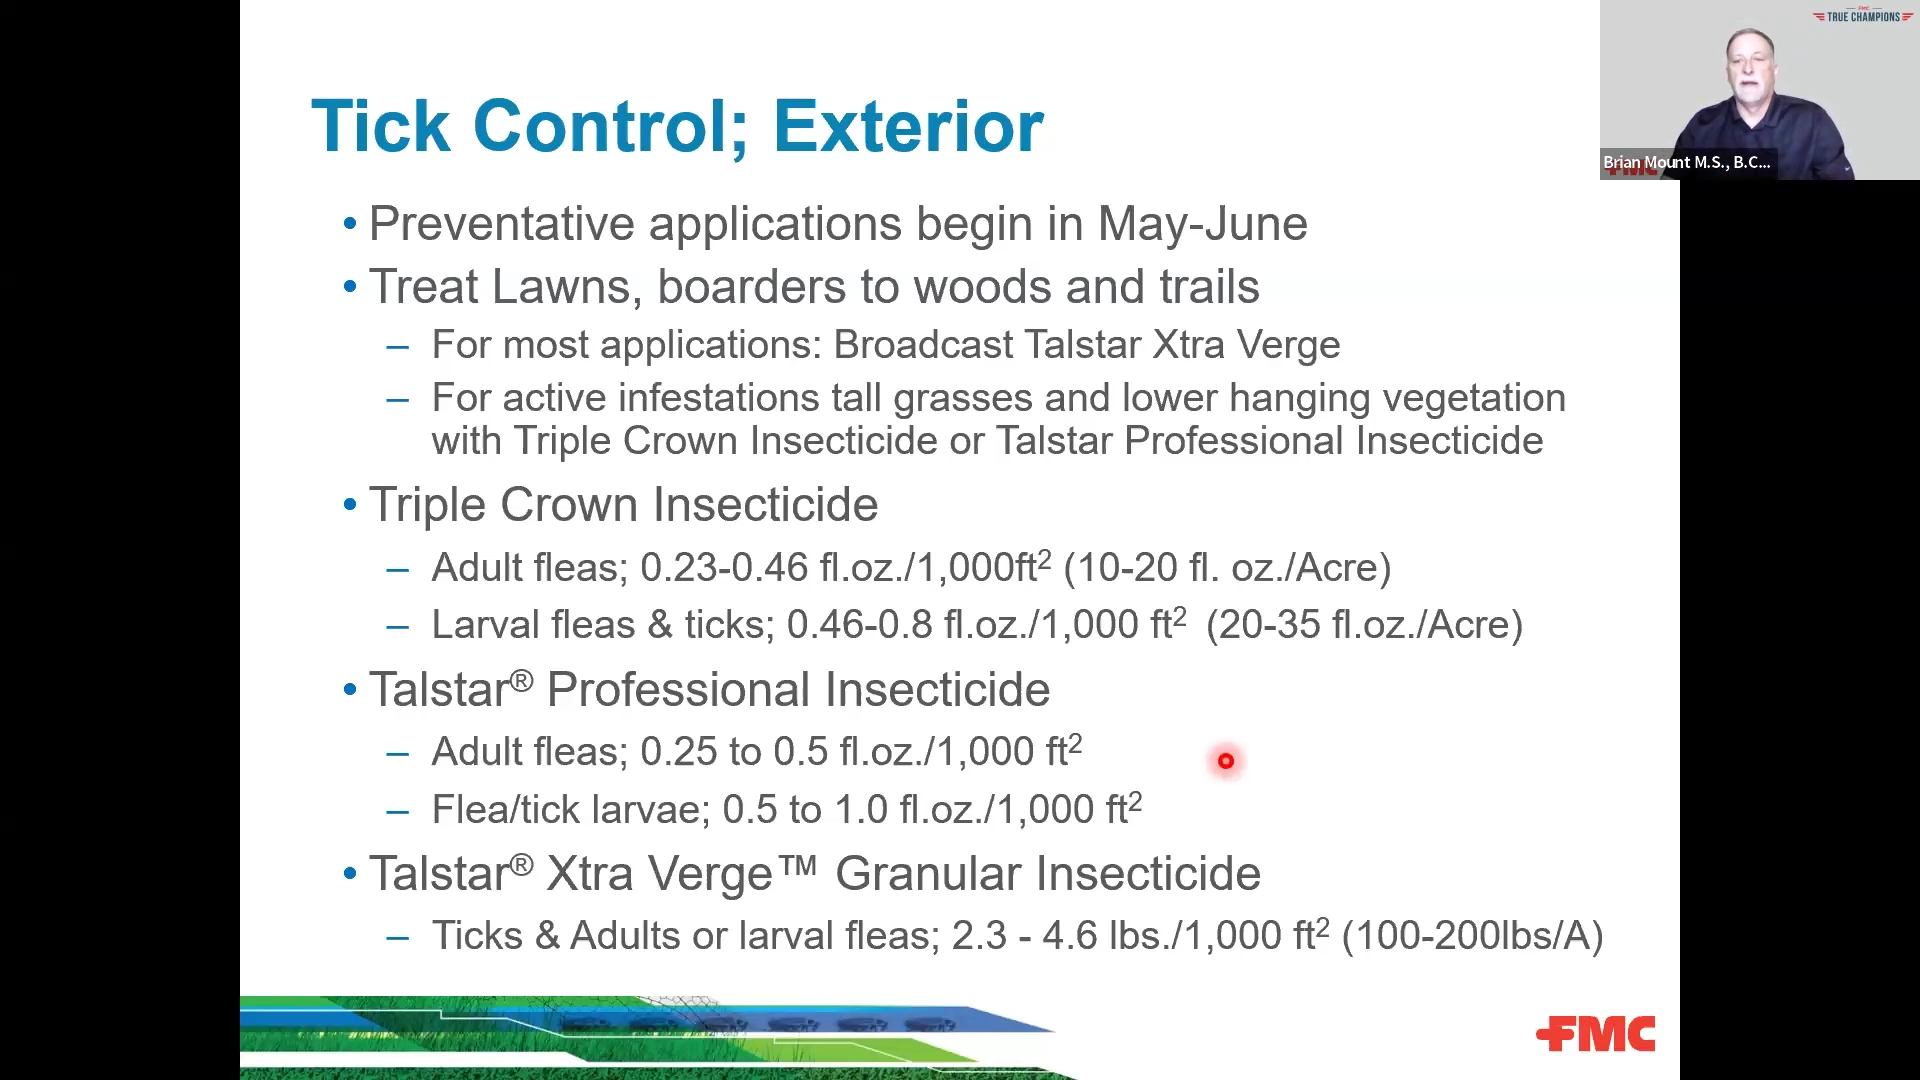 FMC
TRUE CHAMPIONS
Brian Mount M.S., B.C...
FMC
Tick Control; Exterior
• Preventative applications begin in May-June
• Treat Lawns, boarders to woods and trails
– For most applications: Broadcast Talstar Xtra Verge
– For active infestations tall grasses and lower hanging vegetation
with Triple Crown Insecticide or Talstar Professional Insecticide
• Triple Crown Insecticide
– Adult fleas; 0.23-0.46 fl.oz./1,000ft² (10-20 fl. oz./Acre)
– Larval fleas & ticks; 0.46-0.8 fl.oz./1,000 ft² (20-35 fl.oz./Acre)
• Talstar® Professional Insecticide
– Adult fleas; 0.25 to 0.5 fl.oz./1,000 ft²
– Flea/tick larvae; 0.5 to 1.0 fl.oz./1,000 ft²
• Talstar® Xtra Verge™ Granular Insecticide
– Ticks & Adults or larval fleas; 2.3 - 4.6 lbs./1,000 ft² (100-200lbs/A)
FMC